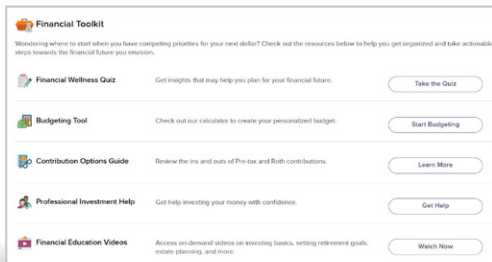 Financial Toolkit
Wondering where to start when you have competing priorities for your next dollar? Check out the resources below to help you get organized and take actionable
steps towards the financial future you envision.
Financial Wellness Quiz
Get insights that may help you plan for your financial future.
Take the Quiz
Budgeting Tool
Check out our calculator to create your personalized budget.
Start Budgeting
Contribution Options Guide
Review the ins and outs of Pre-tax and Roth contributions.
Learn More
Professional Investment Help
Get help investing your money with confidence.
Get Help
Financial Education Videos
Access on-demand videos on investing basics, setting retirement goals,
estate planning, and more.
Watch Now